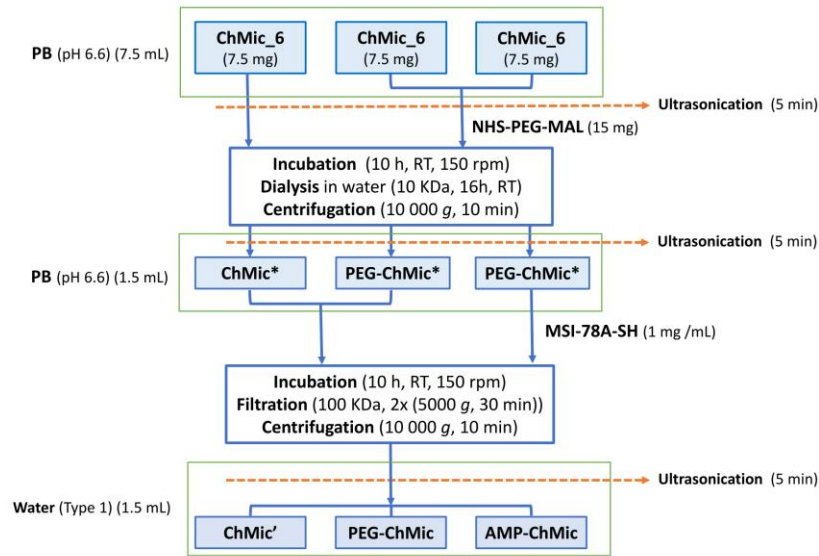 ChMic_6 ChMic_6 ChMic_6
PB (pH 6.6) (7.5 mL)
(7.5 mg) (7.5 mg) (7.5 mg)
Ultrasonication (5 min)
NHS-PEG-MAL (15 mg)
Incubation (10 h, RT, 150 rpm)
Dialysis in water (10 KDa, 16h, RT)
Centrifugation (10 000 g, 10 min)
Ultrasonication (5 min)
PB (pH 6.6) (1.5 mL)
ChMic* PEG-ChMic* PEG-ChMic*
MSI-78A-SH (1 mg /mL)
Incubation (10 h, RT, 150 rpm)
Filtration (100 KDa, 2x (5000 g, 30 min))
Centrifugation (10 000 g, 10 min)
Ultrasonication (5 min)
Water (Type 1) (1.5 mL)
ChMic’ PEG-ChMic AMP-ChMic